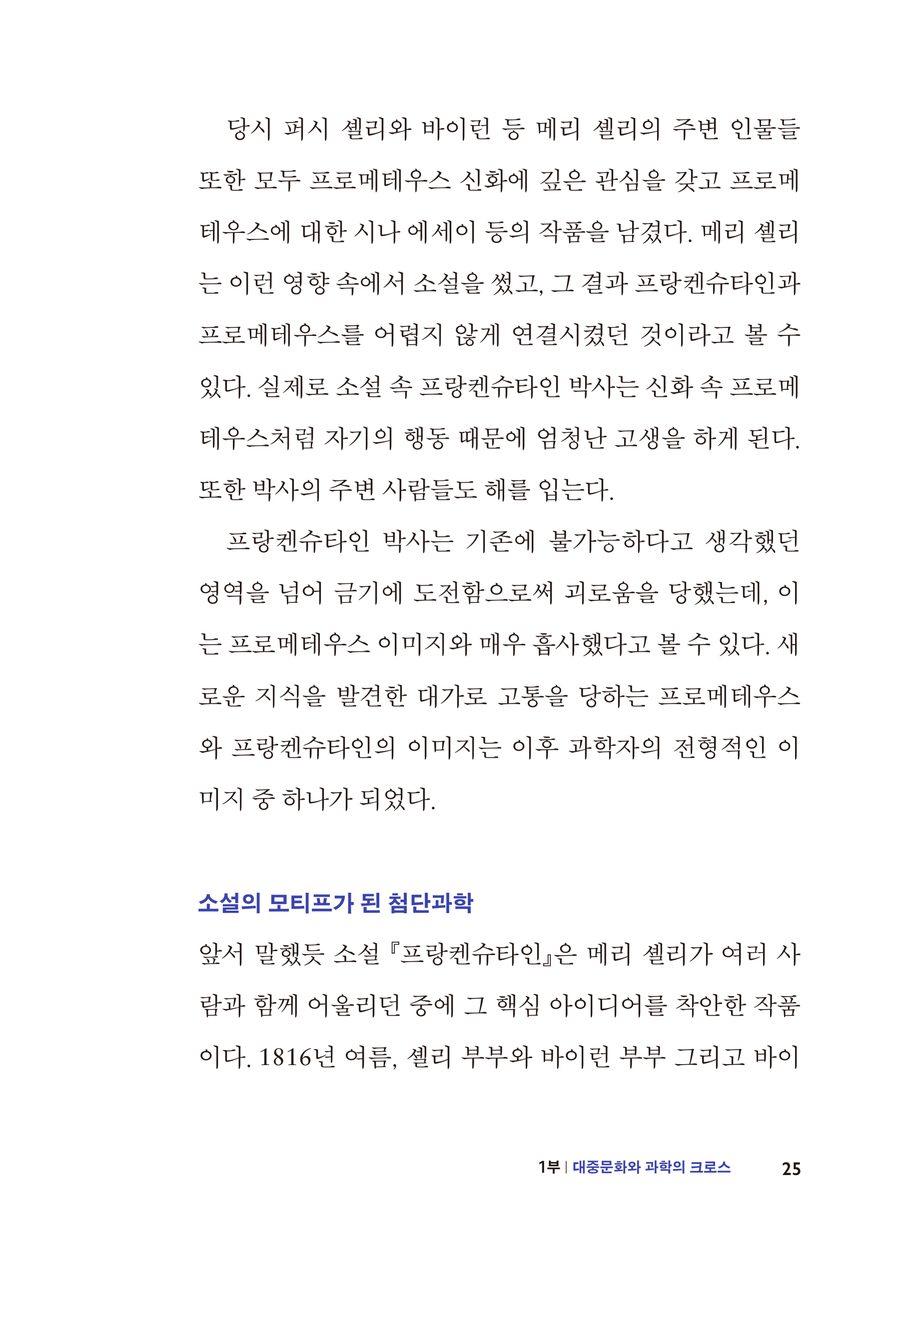 당시 퍼시 셸리와 바이런 등 메리 셸리의 주변 인물들
또한 모두 프로메테우스 신화에 깊은 관심을 갖고 프로메
테우스에 대한 시나 에세이 등의 작품을 남겼다. 메리 셸리
는 이런 영향 속에서 소설을 썼고, 그 결과 프랑켄슈타인과
프로메테우스를 어렵지 않게 연결시켰던 것이라고 볼 수
있다. 실제로 소설 속 프랑켄슈타인 박사는 신화 속 프로메
테우스처럼 자기의 행동 때문에 엄청난 고생을 하게 된다.
또한 박사의 주변 사람들도 해를 입는다.
프랑켄슈타인 박사는 기존에 불가능하다고 생각했던
영역을 넘어 금기에 도전함으로써 괴로움을 당했는데, 이
는 프로메테우스 이미지와 매우 흡사했다고 볼 수 있다. 새
로운 지식을 발견한 대가로 고통을 당하는 프로메테우스
와 프랑켄슈타인의 이미지는 이후 과학자의 전형적인 이
미지 중 하나가 되었다.
소설의 모티프가 된 첨단과학
앞서 말했듯 소설 『프랑켄슈타인』은 메리 셸리가 여러 사
람과 함께 어울리던 중에 그 핵심 아이디어를 착안한 작품
이다. 1816년 여름, 셸리 부부와 바이런 부부 그리고 바이
1부 | 대중문화와 과학의 크로스 25